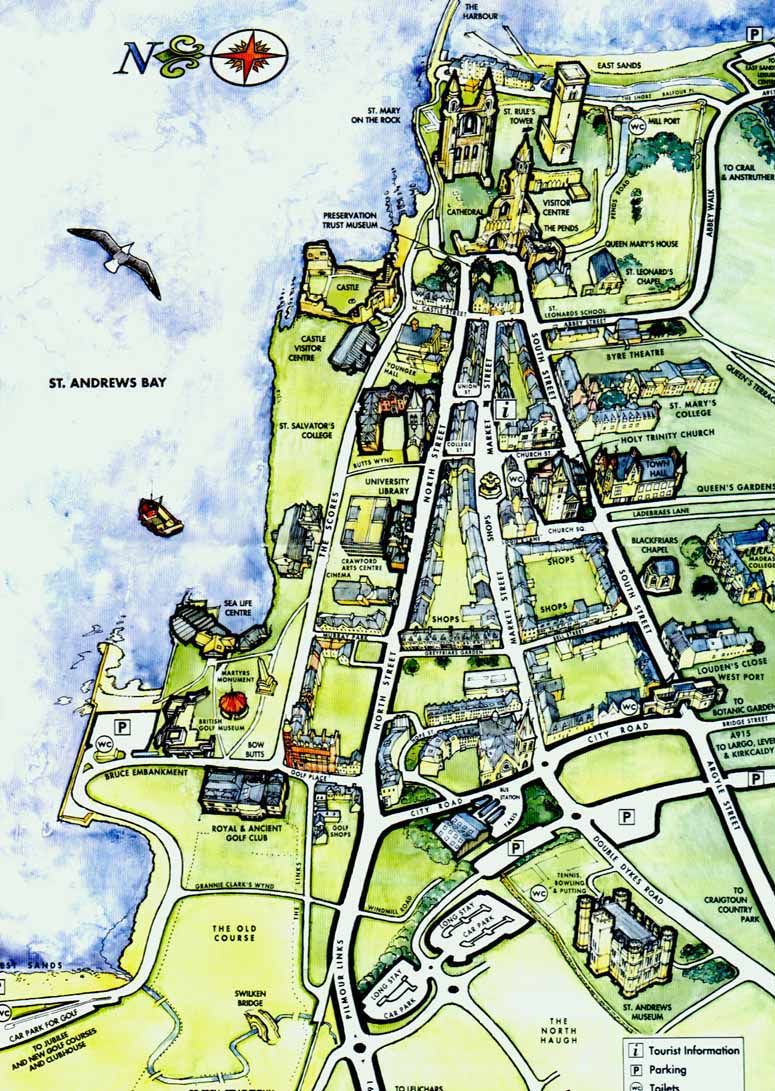 THE
HARBOUR
P
N
EAST SANDS
TO
EAST SANDS
LEISURE
CENTRE
THE SHORE
BALFOUR PL.
A917
ST. MARY
ON THE ROCK
ST. RULE'S
TOWER
WC
MILL PORT
TO CRAIL
& ANSTRUTHER
PENDS ROAD
ABBEY WALK
CATHEDRAL
VISITOR
CENTRE
PRESERVATION
TRUST MUSEUM
THE PENDS
QUEEN MARY'S HOUSE
ST. LEONARD'S
CHAPEL
CASTLE
CASTLE STREET
ST.
LEONARDS SCHOOL
ABBEY STREET
CASTLE
VISITOR
CENTRE
YOUNGER
HALL
SOUTH STREET
BYRE THEATRE
QUEEN'S TERRACE
ST. ANDREWS BAY
UNION
ST
MARKET STREET
i
ST. MARY'S
COLLEGE
ST. SALVATOR'S
COLLEGE
NORTH STREET
COLLEGE
ST.
HOLY TRINITY CHURCH
CHURCH ST.
BUTTS WYND
TOWN
HALL
WC
UNIVERSITY
LIBRARY
QUEEN'S GARDENS
THE SCORES
LADEBRAES LANE
SHOPS
CHURCH SQ.
CRAWFORD
ARTS CENTRE
CINEMA
BLACKFRIARS
CHAPEL
MADRAS
COLLEGE
SHOPS
SHOPS
SEA LIFE
CENTRE
MARKET STREET
SOUTH STREET
SHOPS
MURRAY PARK
GREYFRIARS GARDEN
BELL STREET
MARTYRS
MONUMENT
NORTH STREET
LOUDEN'S CLOSE
WEST PORT
P
BRITISH
GOLF MUSEUM
WC
WC
TO
BOTANIC GARDEN
BRIDGE STREET
BOW
BUTTS
CITY ROAD
A915
TO LARGO, LEVEN
& KIRKCALDY
BRUCE EMBANKMENT
GOLF PLACE
ARGYLE STREET
P
CITY ROAD
BUS
STATION
TAXIS
P
ROYAL & ANCIENT
GOLF CLUB
GOLF
SHOPS
P
DOUBLE DYKES ROAD
GRANNIE CLARK'S WYND
THE LINKS
WINDMILL ROAD
TENNIS,
BOWLING
& PUTTING
WC
TO
CRAIGTOUN
COUNTRY
PARK
THE OLD
COURSE
LONG STAY
CAR PARK
SANDS
PILMOUR LINKS
LONG STAY
CAR PARK
SWILKEN
BRIDGE
ST. ANDREWS
MUSEUM
WC
CAR PARK FOR GOLF
TO JUBILEE
AND NEW GOLF COURSES
AND CLUBHOUSE
THE
NORTH
HAUGH
i Tourist Information
P Parking
WC Toilets
TO LEUCHARS